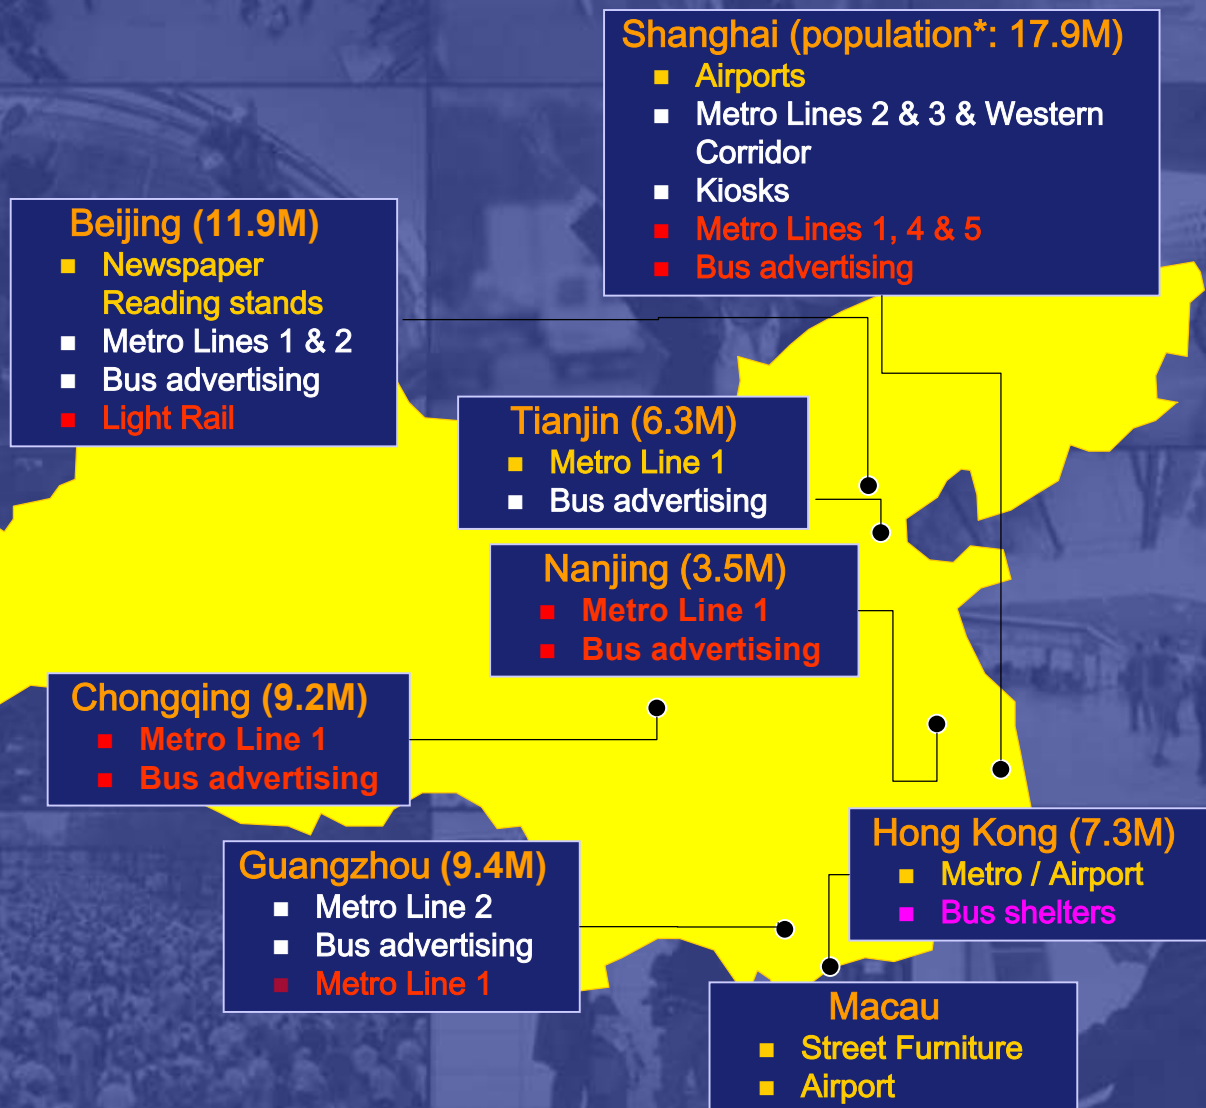 Shanghai (population*: 17.9M)
Airports
Metro Lines 2 & 3 & Western
Corridor
Kiosks
Metro Lines 1, 4 & 5
Bus advertising
Beijing (11.9M)
Newspaper
Reading stands
Metro Lines 1 & 2
Bus advertising
Light Rail
Tianjin (6.3M)
Metro Line 1
Bus advertising
Nanjing (3.5M)
Metro Line 1
Bus advertising
Chongqing (9.2M)
Metro Line 1
Bus advertising
Guangzhou (9.4M)
Metro Line 2
Bus advertising
Metro Line 1
Hong Kong (7.3M)
Metro / Airport
Bus shelters
Macau
Street Furniture
Airport